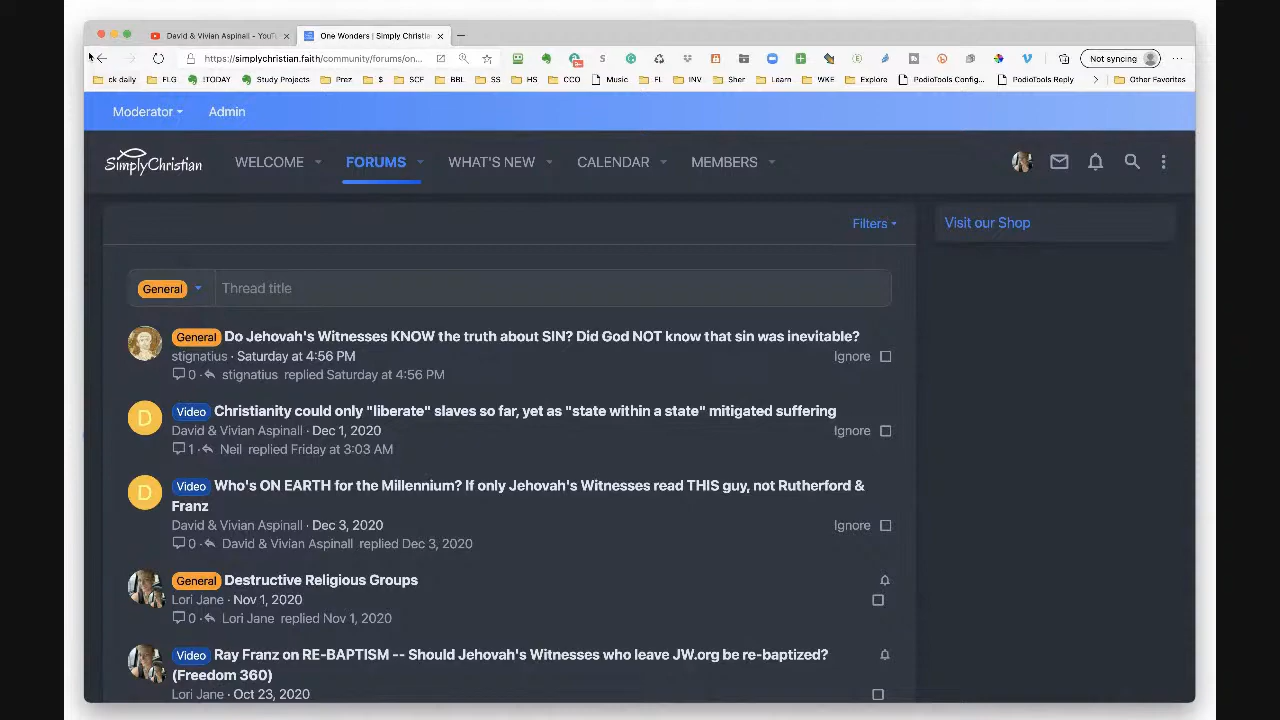 David & Vivian Aspinall - YouTu
One Wonders | Simply Christia
https://simplychristian.faith/community/forums/on...
Not syncing
ck daily
FLG
!TODAY
Study Projects
Prez
$
SCF
BBL
SS
HS
CCO
Music
FL
INV
Sher
Learn
WKE
Explore
PodioTools Config...
PodioTools Reply
Other Favorites
Moderator
Admin
SimplyChristian
WELCOME
FORUMS
WHAT'S NEW
CALENDAR
MEMBERS
Filters
Visit our Shop
General
Thread title
General Do Jehovah's Witnesses KNOW the truth about SIN? Did God NOT know that sin was inevitable?
stignatius · Saturday at 4:56 PM
Ignore
0 · stignatius replied Saturday at 4:56 PM
D
Video Christianity could only "liberate" slaves so far, yet as "state within a state" mitigated suffering
David & Vivian Aspinall · Dec 1, 2020
Ignore
1 · Neil replied Friday at 3:03 AM
D
Video Who's ON EARTH for the Millennium? If only Jehovah's Witnesses read THIS guy, not Rutherford &
Franz
David & Vivian Aspinall · Dec 3, 2020
Ignore
0 · David & Vivian Aspinall replied Dec 3, 2020
General Destructive Religious Groups
Lori Jane · Nov 1, 2020
0 · Lori Jane replied Nov 1, 2020
Video Ray Franz on RE-BAPTISM -- Should Jehovah's Witnesses who leave JW.org be re-baptized?
(Freedom 360)
Lori Jane · Oct 23, 2020